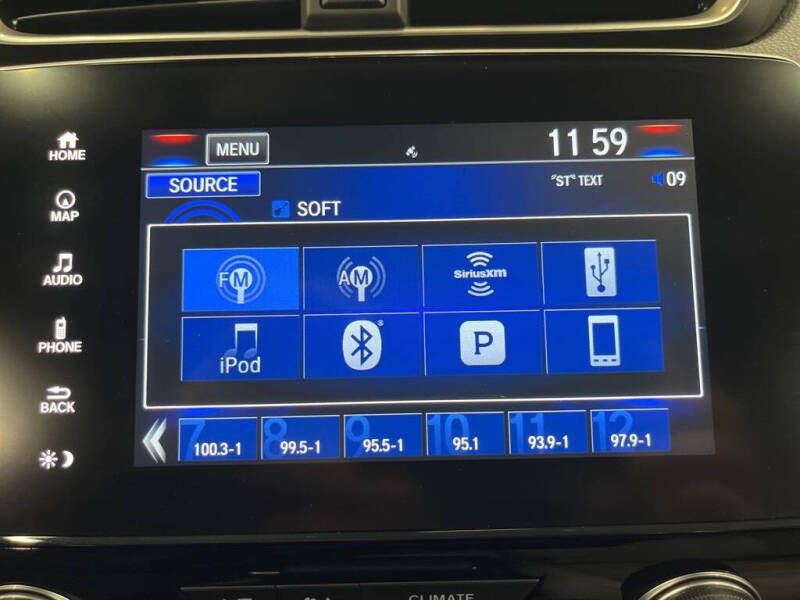 MENU
11 59
HOME
SOURCE
"ST" TEXT
09
SOFT
MAP
FM
AM
SiriusXM
AUDIO
iPod
P
PHONE
BACK
7
8
9
10
11
12
100.3-1
99.5-1
95.5-1
95.1
93.9-1
97.9-1
CLIMATE